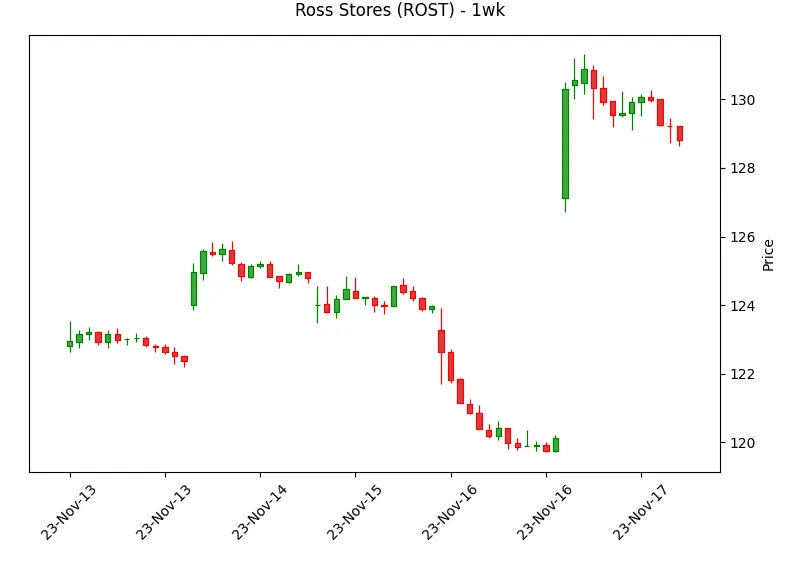 Ross Stores (ROST) - 1wk
130
128
126
124
122
120
Price
23-Nov-13
23-Nov-13
23-Nov-14
23-Nov-15
23-Nov-16
23-Nov-16
23-Nov-17